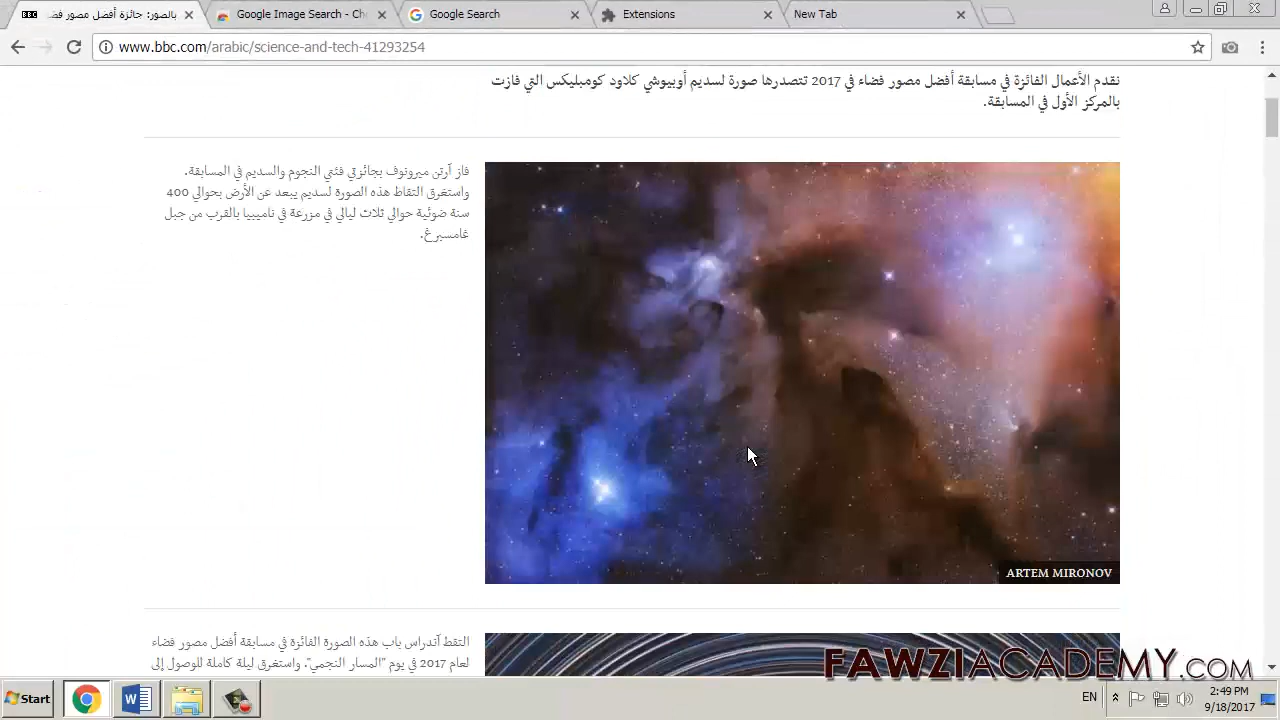 BBC بالصور: جائزة أفضل مصور فض
Google Image Search - Ch
Google Search
Extensions
New Tab
www.bbc.com/arabic/science-and-tech-41293254
نقدم الأعمال الفائزة في مسابقة أفضل مصور فضاء في 2017 تتصدرها صورة لسديم أوبيوشي كلاود كومبليكس التي فازت
بالمركز الأول في المسابقة.
فاز آرتن ميرونوف بجائزتي فئتي النجوم والسديم في المسابقة.
واستغرق التقاط هذه الصورة لسديم يبعد عن الأرض بحوالي 400
سنة ضوئية حوالي ثلاث ليالي في مزرعة في ناميبيا بالقرب من جبل
غامسبرغ.
ARTEM MIRONOV
التقط آندراس باب هذه الصورة الفائزة في مسابقة أفضل مصور فضاء
لعام 2017 في يوم "المسار النجمي". واستغرق ليلة كاملة للوصول إلى
FAWZIACADEMY.COM
Start
EN
2:49 PM
9/18/2017